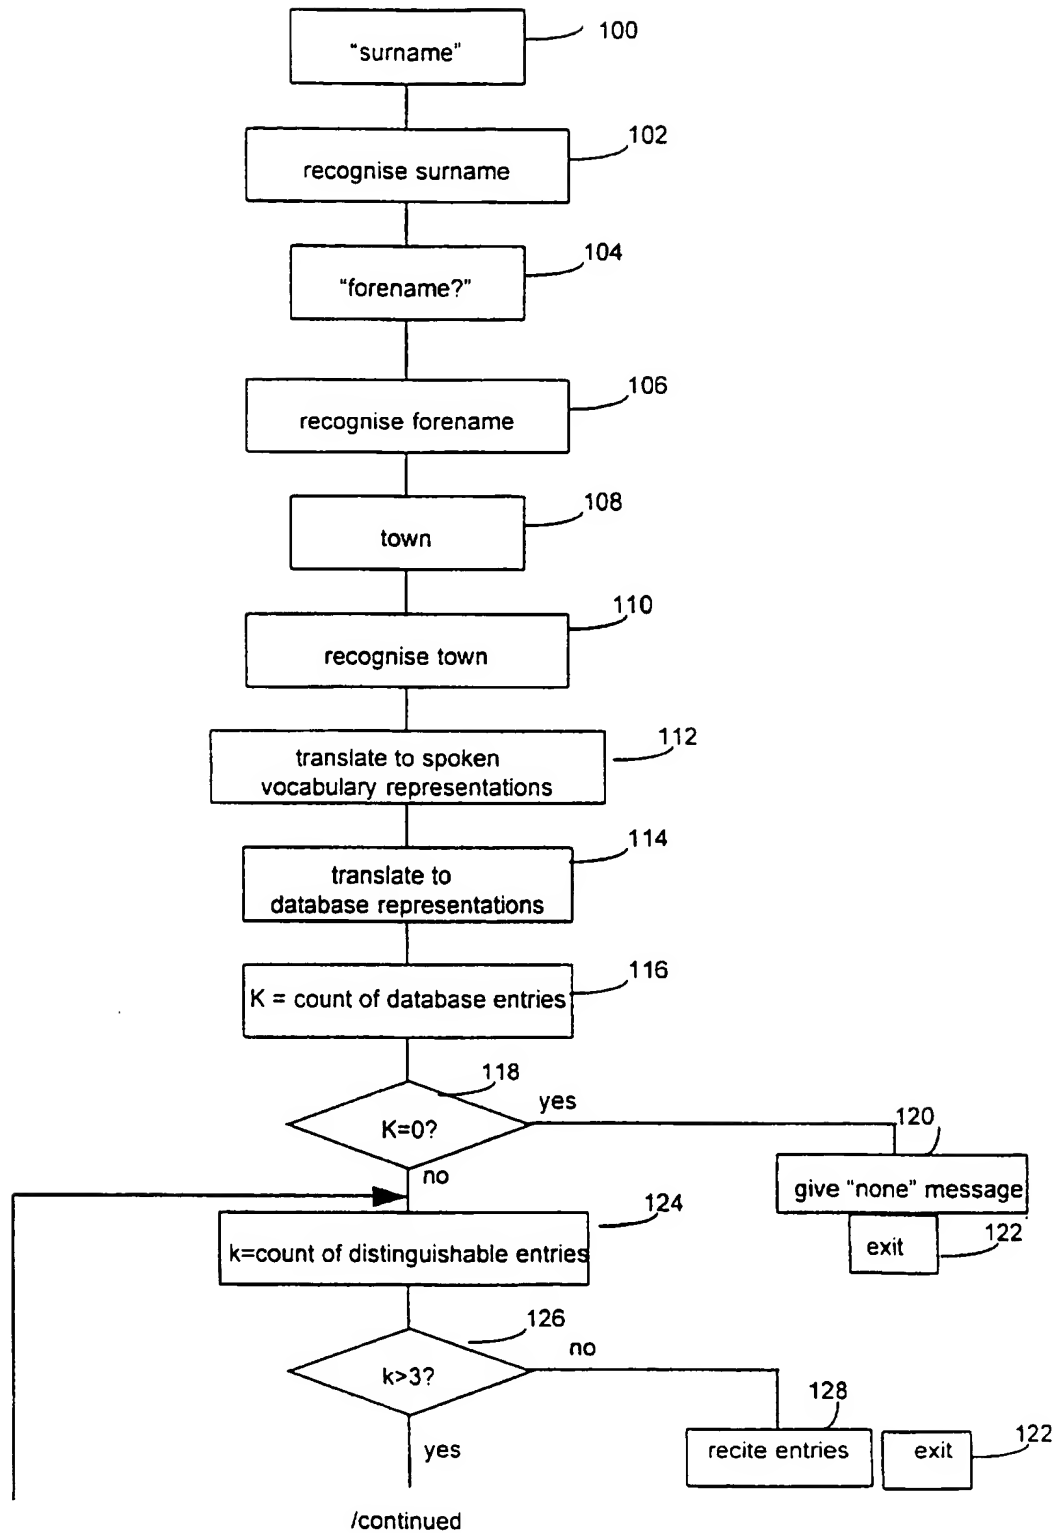 “surname”
100
recognise surname
102
“forename?”
104
recognise forename
106
town
108
recognise town
110
translate to spoken
vocabulary representations
112
translate to
database representations
114
K = count of database entries
116
K=0?
118
yes
no
give “none” message
120
exit
122
k=count of distinguishable entries
124
k>3?
126
no
yes
recite entries
128
exit
122
/continued